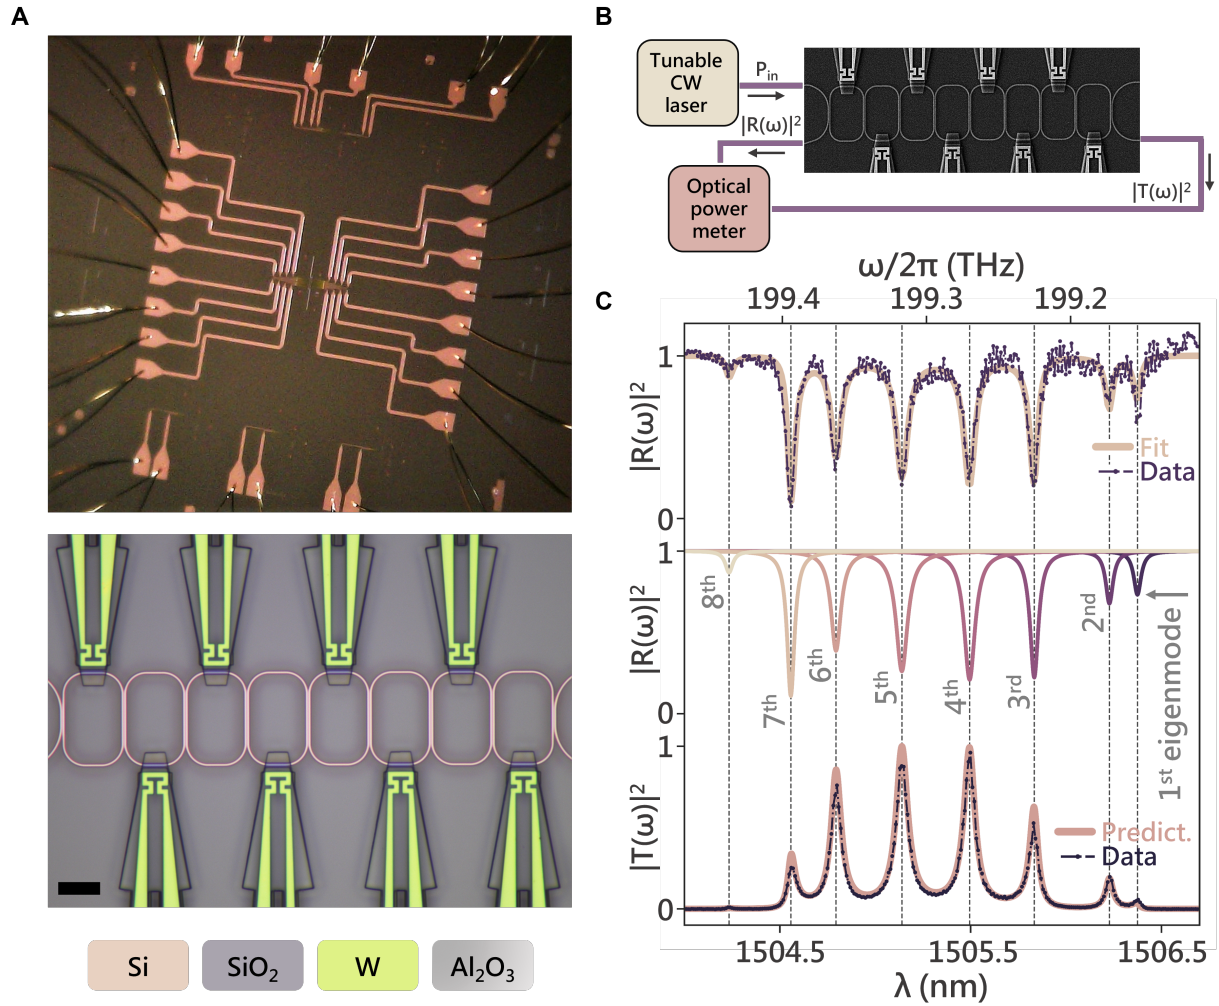 A
B
Tunable
CW
laser
P_in
|R(ω)|²
Optical
power
meter
|T(ω)|²
C
ω/2π (THz)
199.4 199.3 199.2
1
|R(ω)|²
0
Fit
Data
1
|R(ω)|²
0
8th
7th
6th
5th
4th
3rd
2nd
1st eigenmode
1
|T(ω)|²
0
Predict.
Data
1504.5 1505.5 1506.5
λ (nm)
Si SiO₂ W Al₂O₃